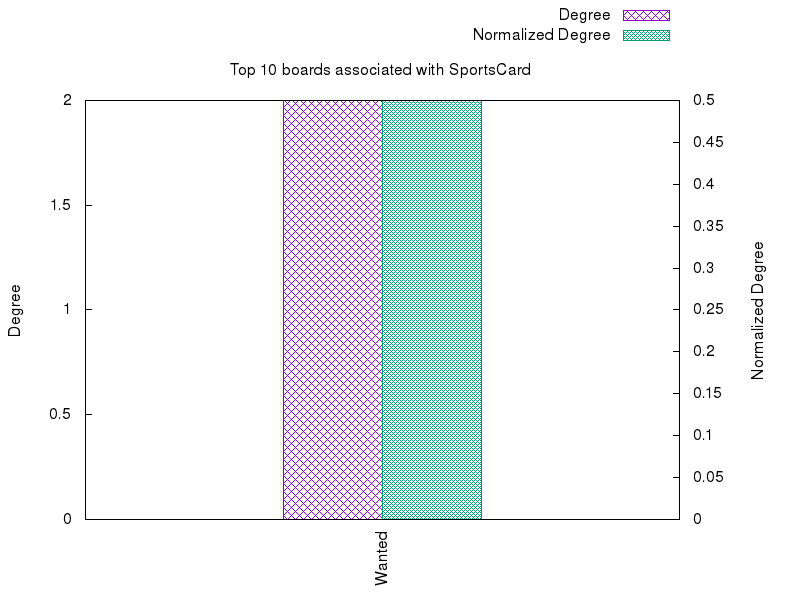 Degree
Normalized Degree
Top 10 boards associated with SportsCard
2
1.5
1
0.5
0
0.5
0.45
0.4
0.35
0.3
0.25
0.2
0.15
0.1
0.05
0
Degree
Normalized Degree
Wanted